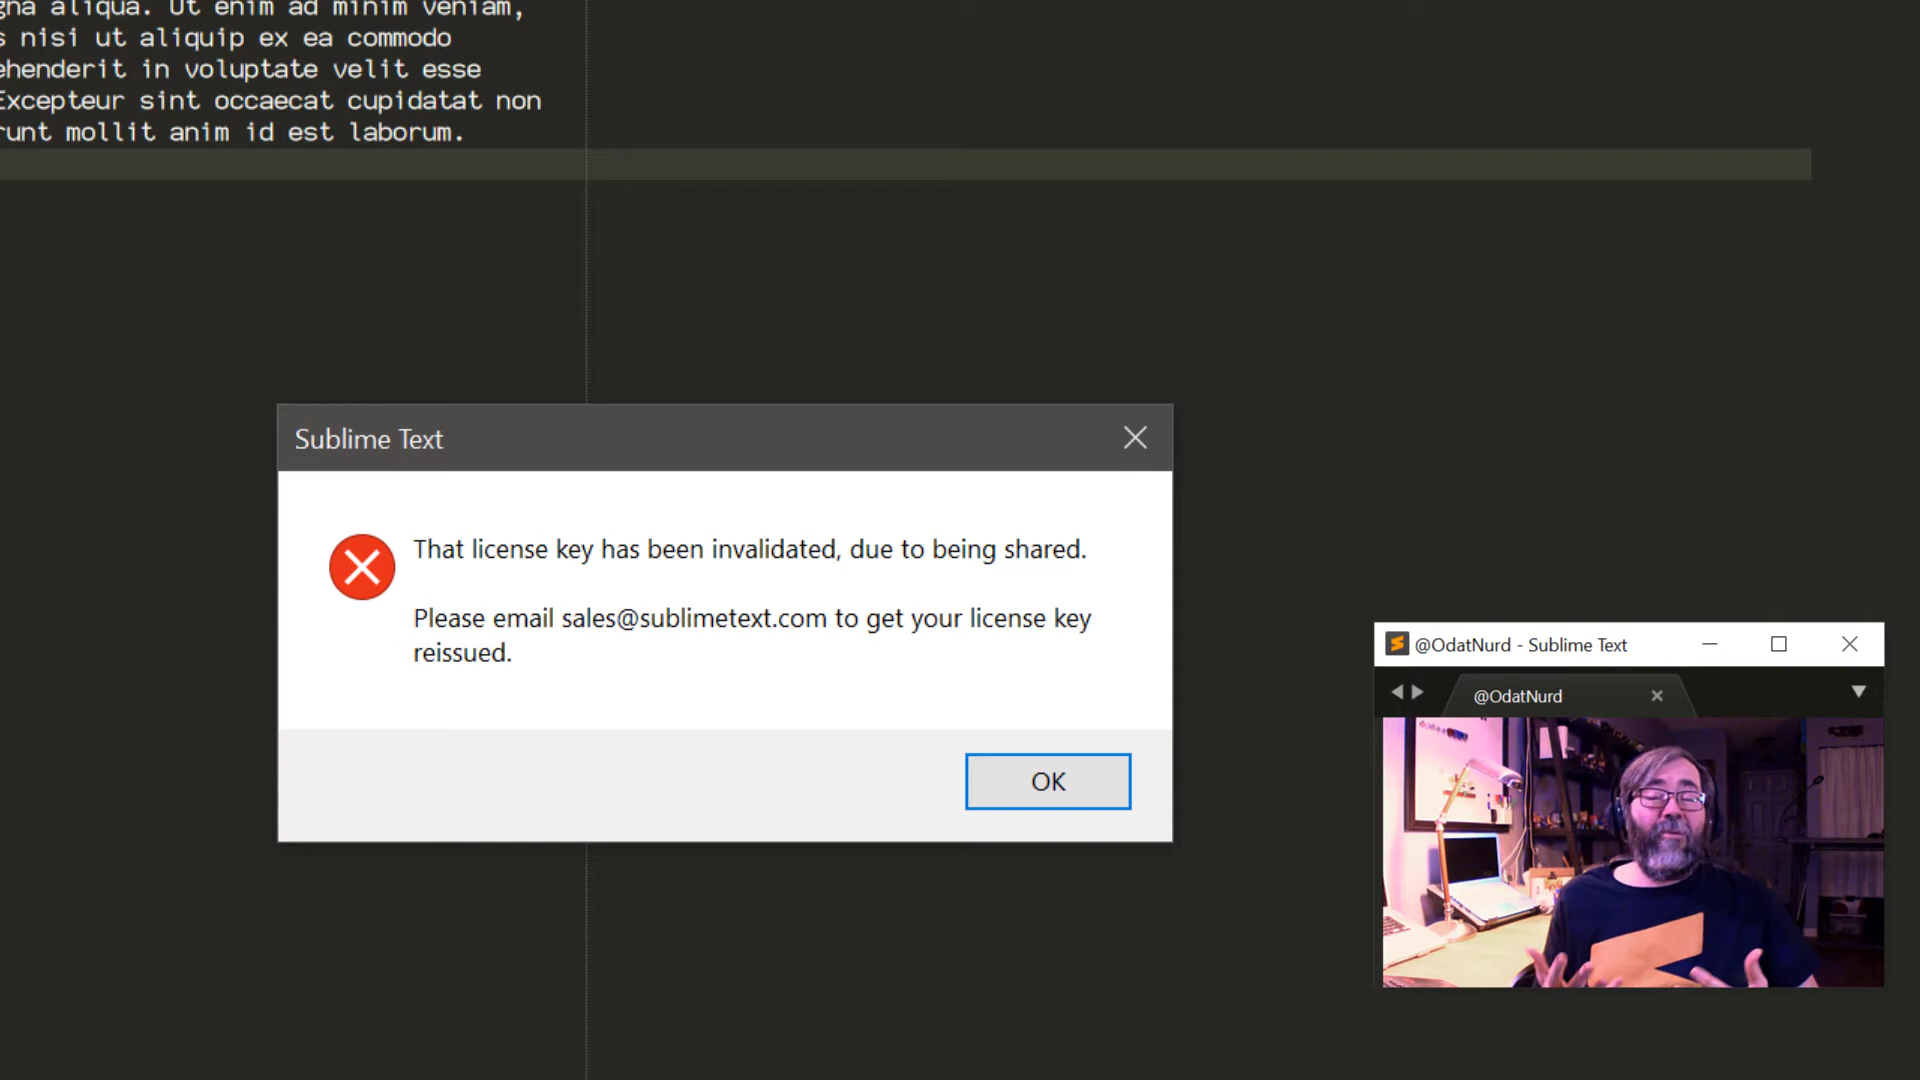 gna aliqua. Ut enim ad minim veniam,
s nisi ut aliquip ex ea commodo
ehenderit in voluptate velit esse
Excepteur sint occaecat cupidatat non
runt mollit anim id est laborum.
Sublime Text
That license key has been invalidated, due to being shared.
Please email sales@sublimetext.com to get your license key
reissued.
OK
@OdatNurd - Sublime Text
@OdatNurd